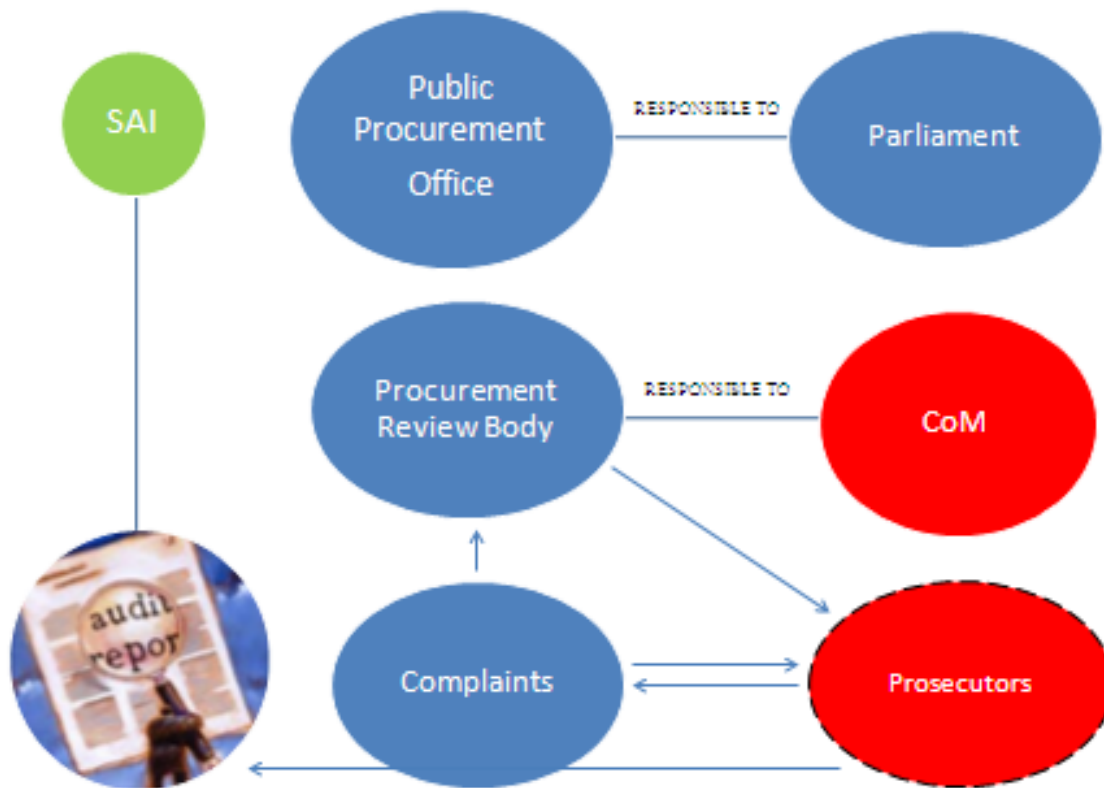 SAI
Public
Procurement
Office
RESPONSIBLE TO
Parliament
Procurement
Review Body
RESPONSIBLE TO
CoM
audit
repor
Complaints
Prosecutors